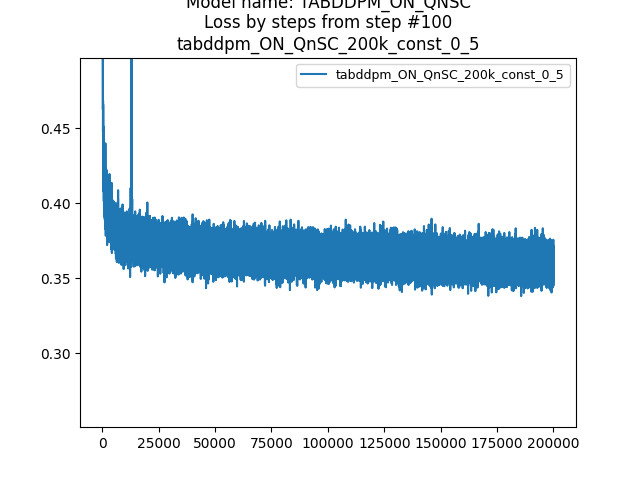 Model name: TABDDPM_ON_QNSC
Loss by steps from step #100
tabddpm_ON_QnSC_200k_const_0_5
tabddpm_ON_QnSC_200k_const_0_5
0.45
0.40
0.35
0.30
0 25000 50000 75000 100000 125000 150000 175000 200000